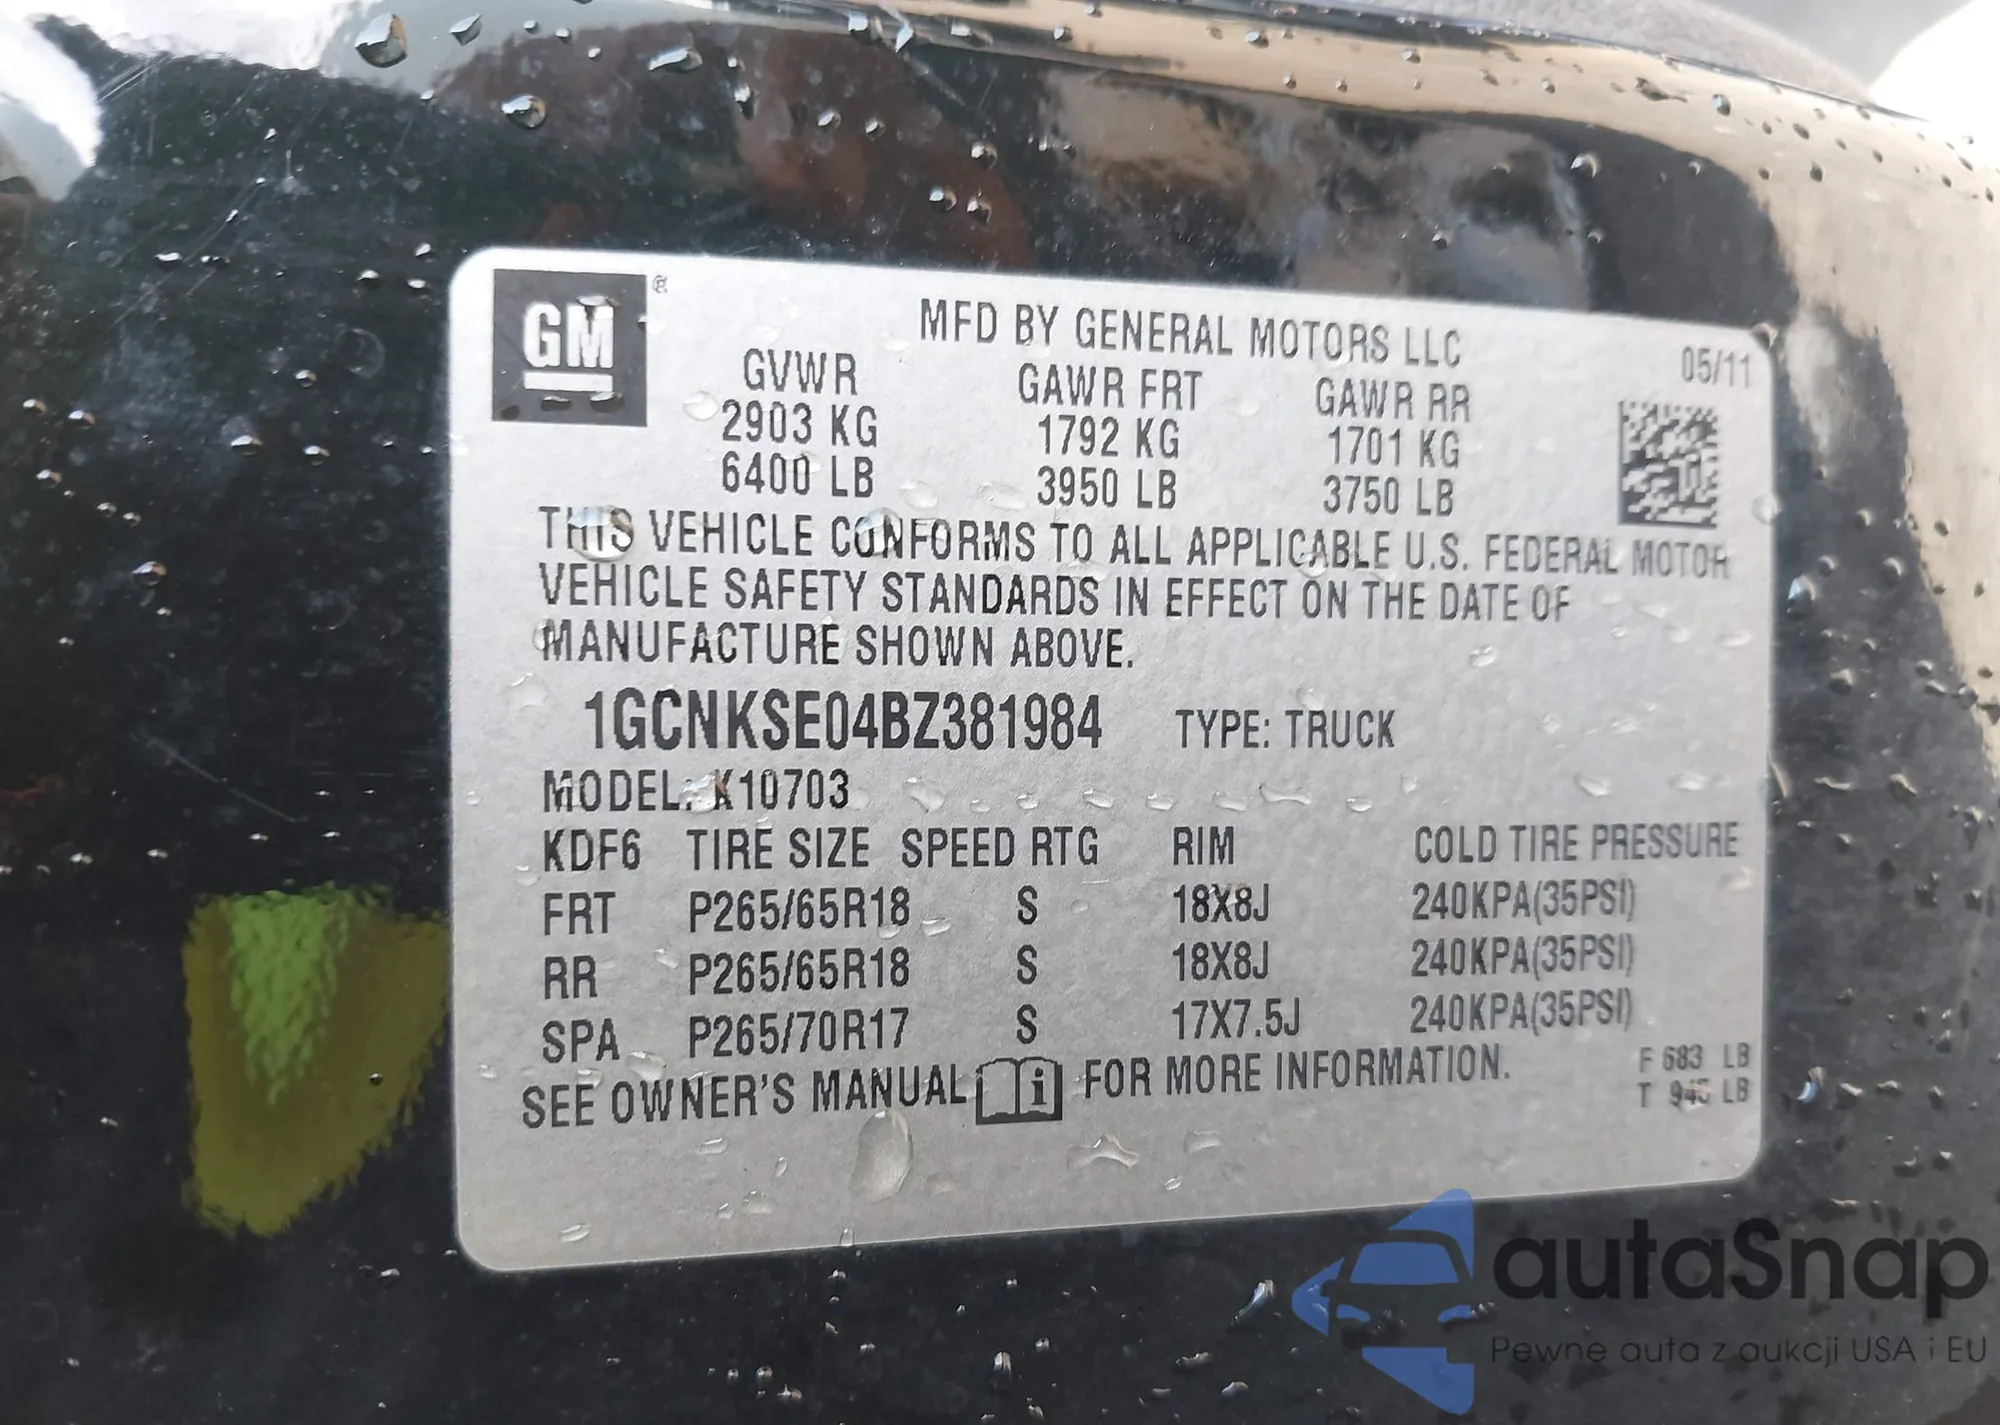 GM ®
MFD BY GENERAL MOTORS LLC
05/11
GVWR GAWR FRT GAWR RR
2903 KG 1792 KG 1701 KG
6400 LB 3950 LB 3750 LB
THIS VEHICLE CONFORMS TO ALL APPLICABLE U.S. FEDERAL MOTOR
VEHICLE SAFETY STANDARDS IN EFFECT ON THE DATE OF
MANUFACTURE SHOWN ABOVE.
1GCNKSE04BZ381984 TYPE: TRUCK
MODEL: K10703
KDF6 TIRE SIZE SPEED RTG RIM COLD TIRE PRESSURE
FRT P265/65R18 S 18X8J 240KPA(35PSI)
RR P265/65R18 S 18X8J 240KPA(35PSI)
SPA P265/70R17 S 17X7.5J 240KPA(35PSI)
SEE OWNER'S MANUAL i FOR MORE INFORMATION.
F 683 LB
T LB
autaSnap
Pewne auta z aukcji USA i EU